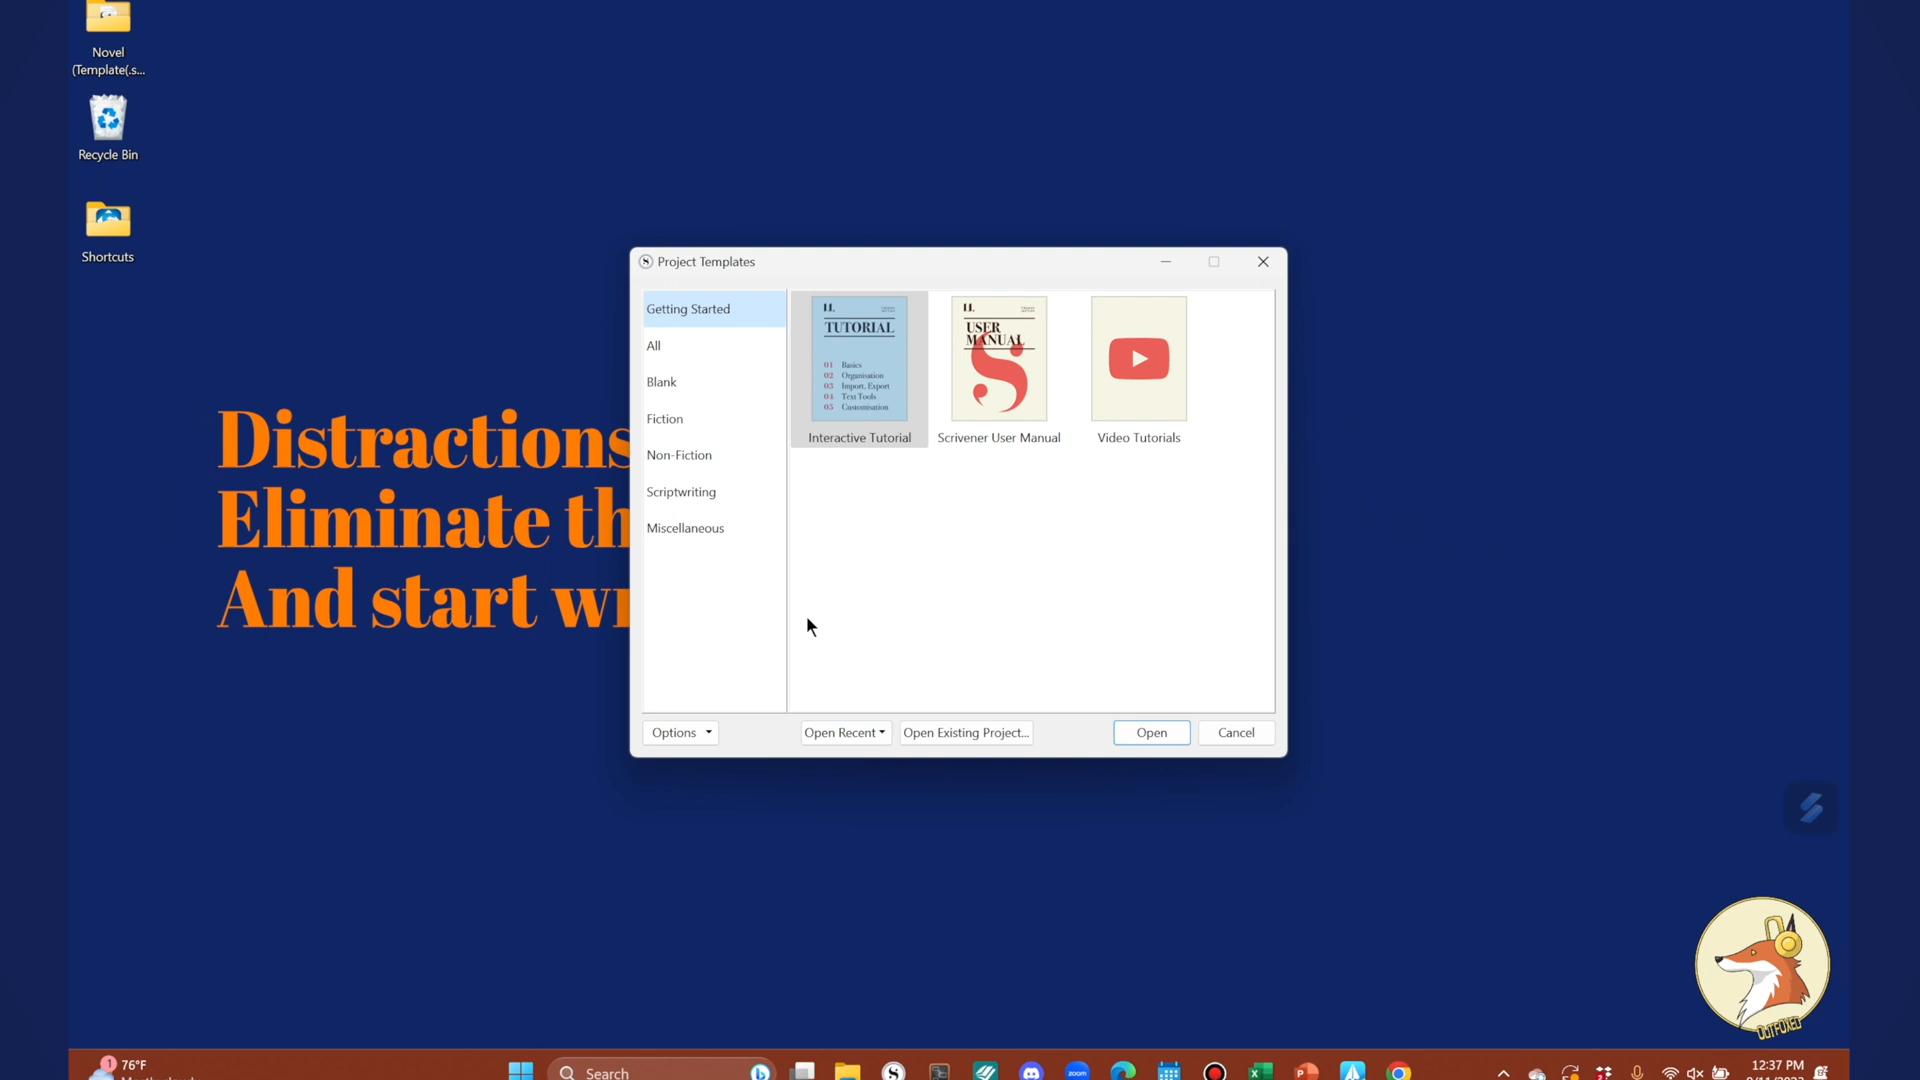 Novel
(Template(.s...
Recycle Bin
Shortcuts
Distractions
Eliminate th
And start wr
Project Templates
Getting Started
All
Blank
Fiction
Non-Fiction
Scriptwriting
Miscellaneous
TUTORIAL
01 Basics
02 Organisation
03 Import, Export
04 Text Tools
05 Customisation
Interactive Tutorial
USER
MANUAL
Scrivener User Manual
Video Tutorials
Options
Open Recent
Open Existing Project...
Open
Cancel
OUTFOXED
1
76°F
Search
zoom
12:37 PM